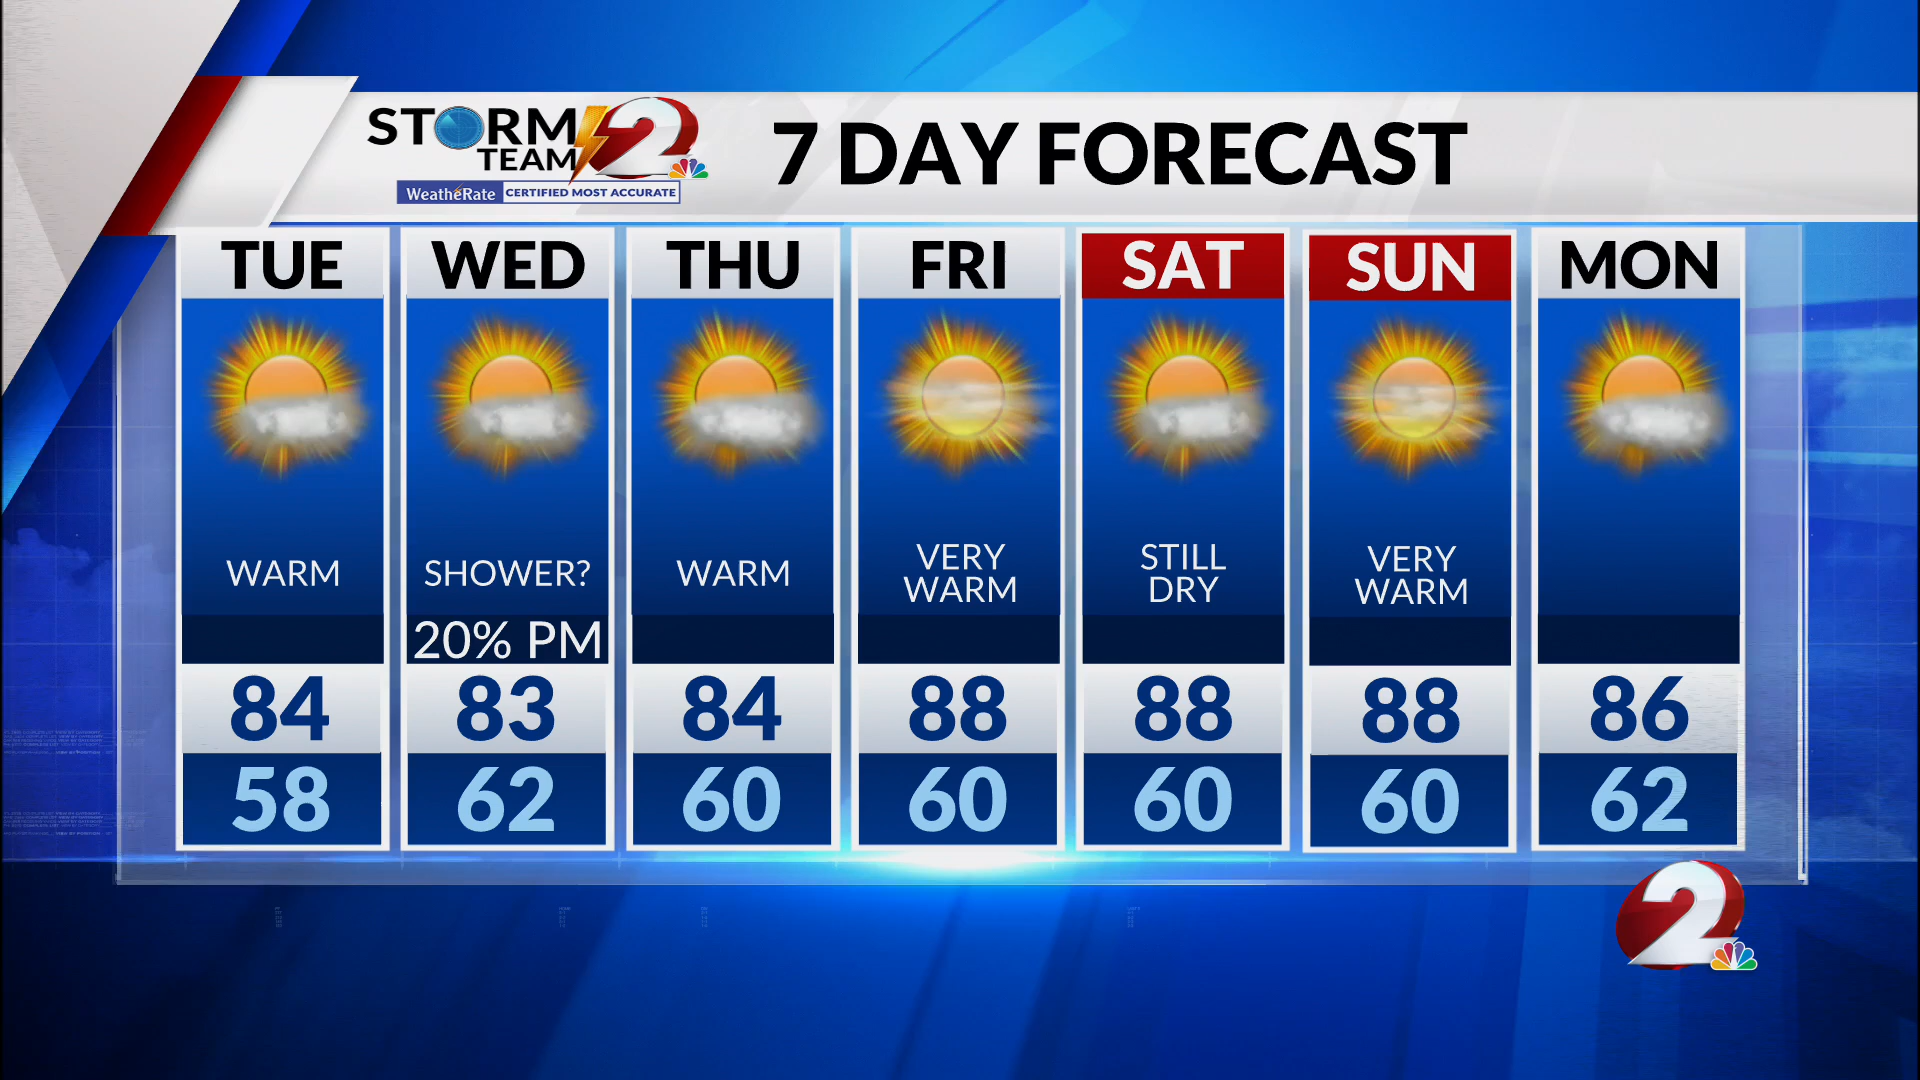 STORM
TEAM 2
WeatheRate CERTIFIED MOST ACCURATE
7 DAY FORECAST
TUE
WARM
84
58
WED
SHOWER?
20% PM
83
62
THU
WARM
84
60
FRI
VERY
WARM
88
60
SAT
STILL
DRY
88
60
SUN
VERY
WARM
88
60
MON
86
62
2